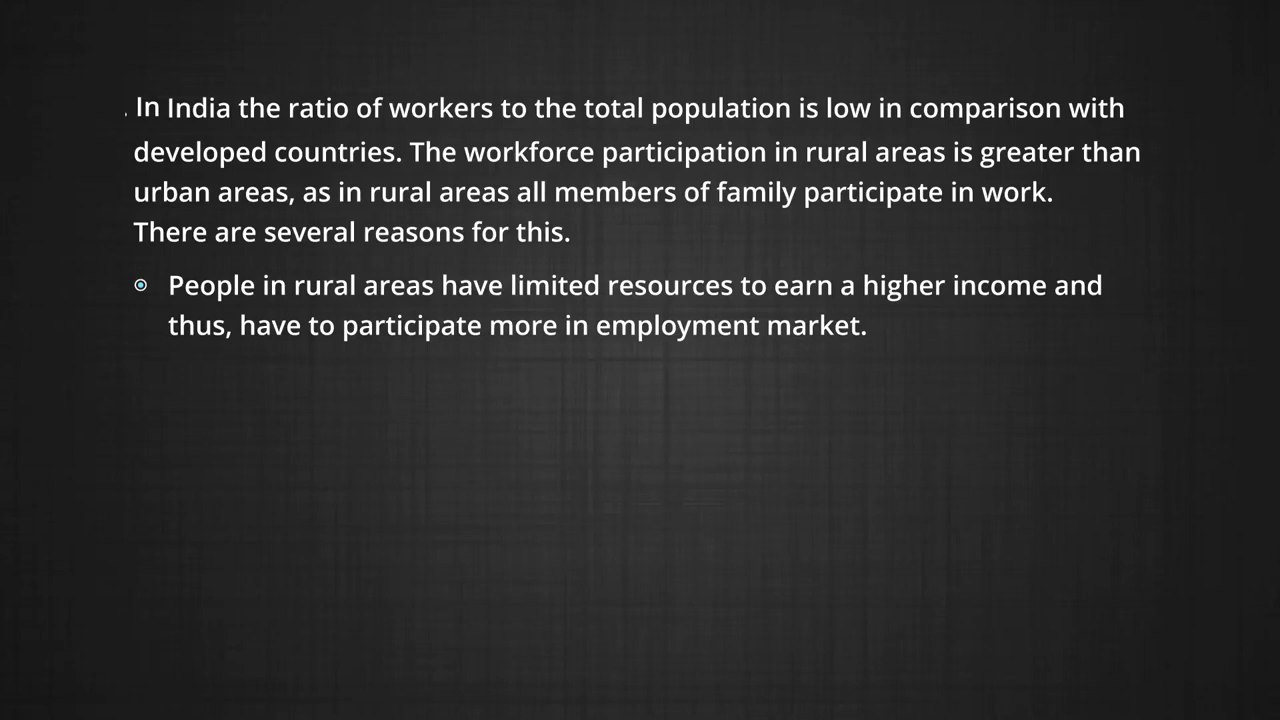 . In India the ratio of workers to the total population is low in comparison with
developed countries. The workforce participation in rural areas is greater than
urban areas, as in rural areas all members of family participate in work.
There are several reasons for this.
People in rural areas have limited resources to earn a higher income and
thus, have to participate more in employment market.